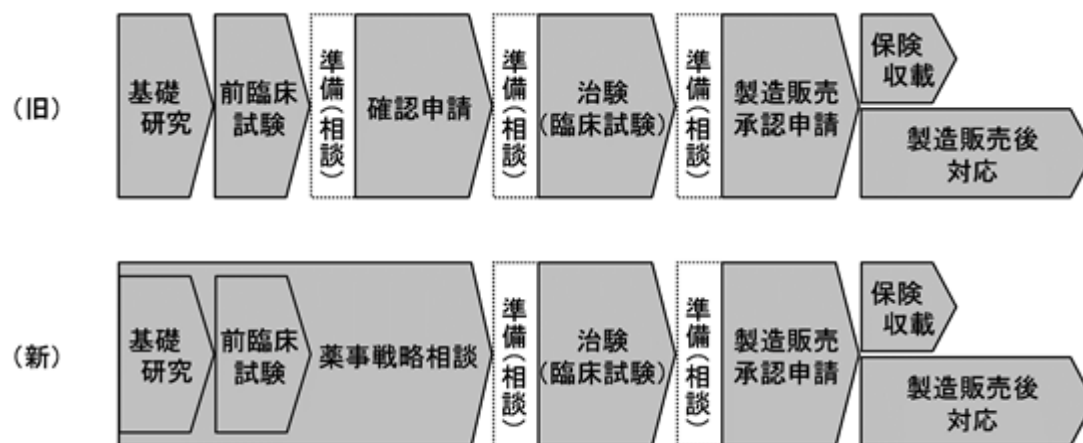 (旧)
基礎
研究
前臨床
試験
準備(相談)
確認申請
準備(相談)
治験
(臨床試験)
準備(相談)
製造販売
承認申請
保険
収載
製造販売後
対応
(新)
基礎
研究
前臨床
試験
薬事戦略相談
準備(相談)
治験
(臨床試験)
準備(相談)
製造販売
承認申請
保険
収載
製造販売後
対応